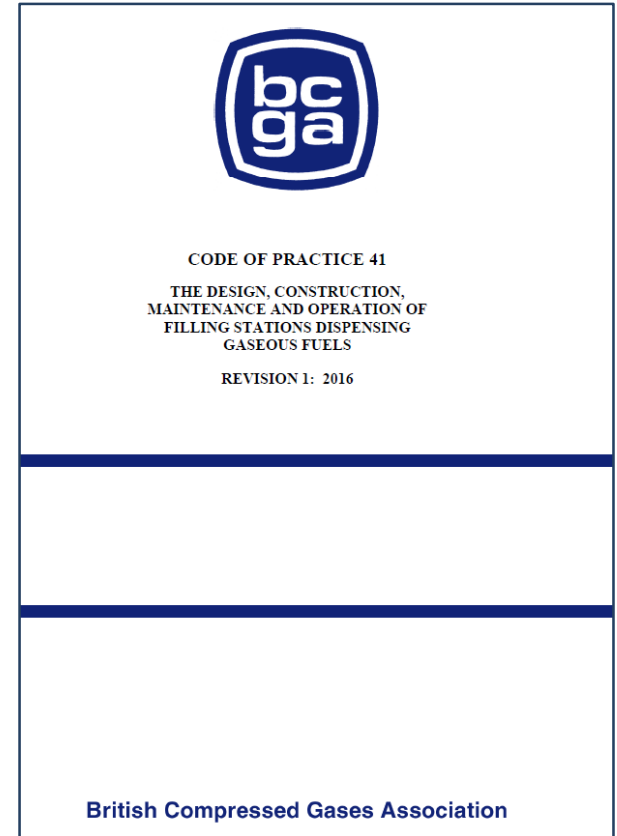 bc
ga
CODE OF PRACTICE 41
THE DESIGN, CONSTRUCTION,
MAINTENANCE AND OPERATION OF
FILLING STATIONS DISPENSING
GASEOUS FUELS
REVISION 1: 2016
British Compressed Gases Association